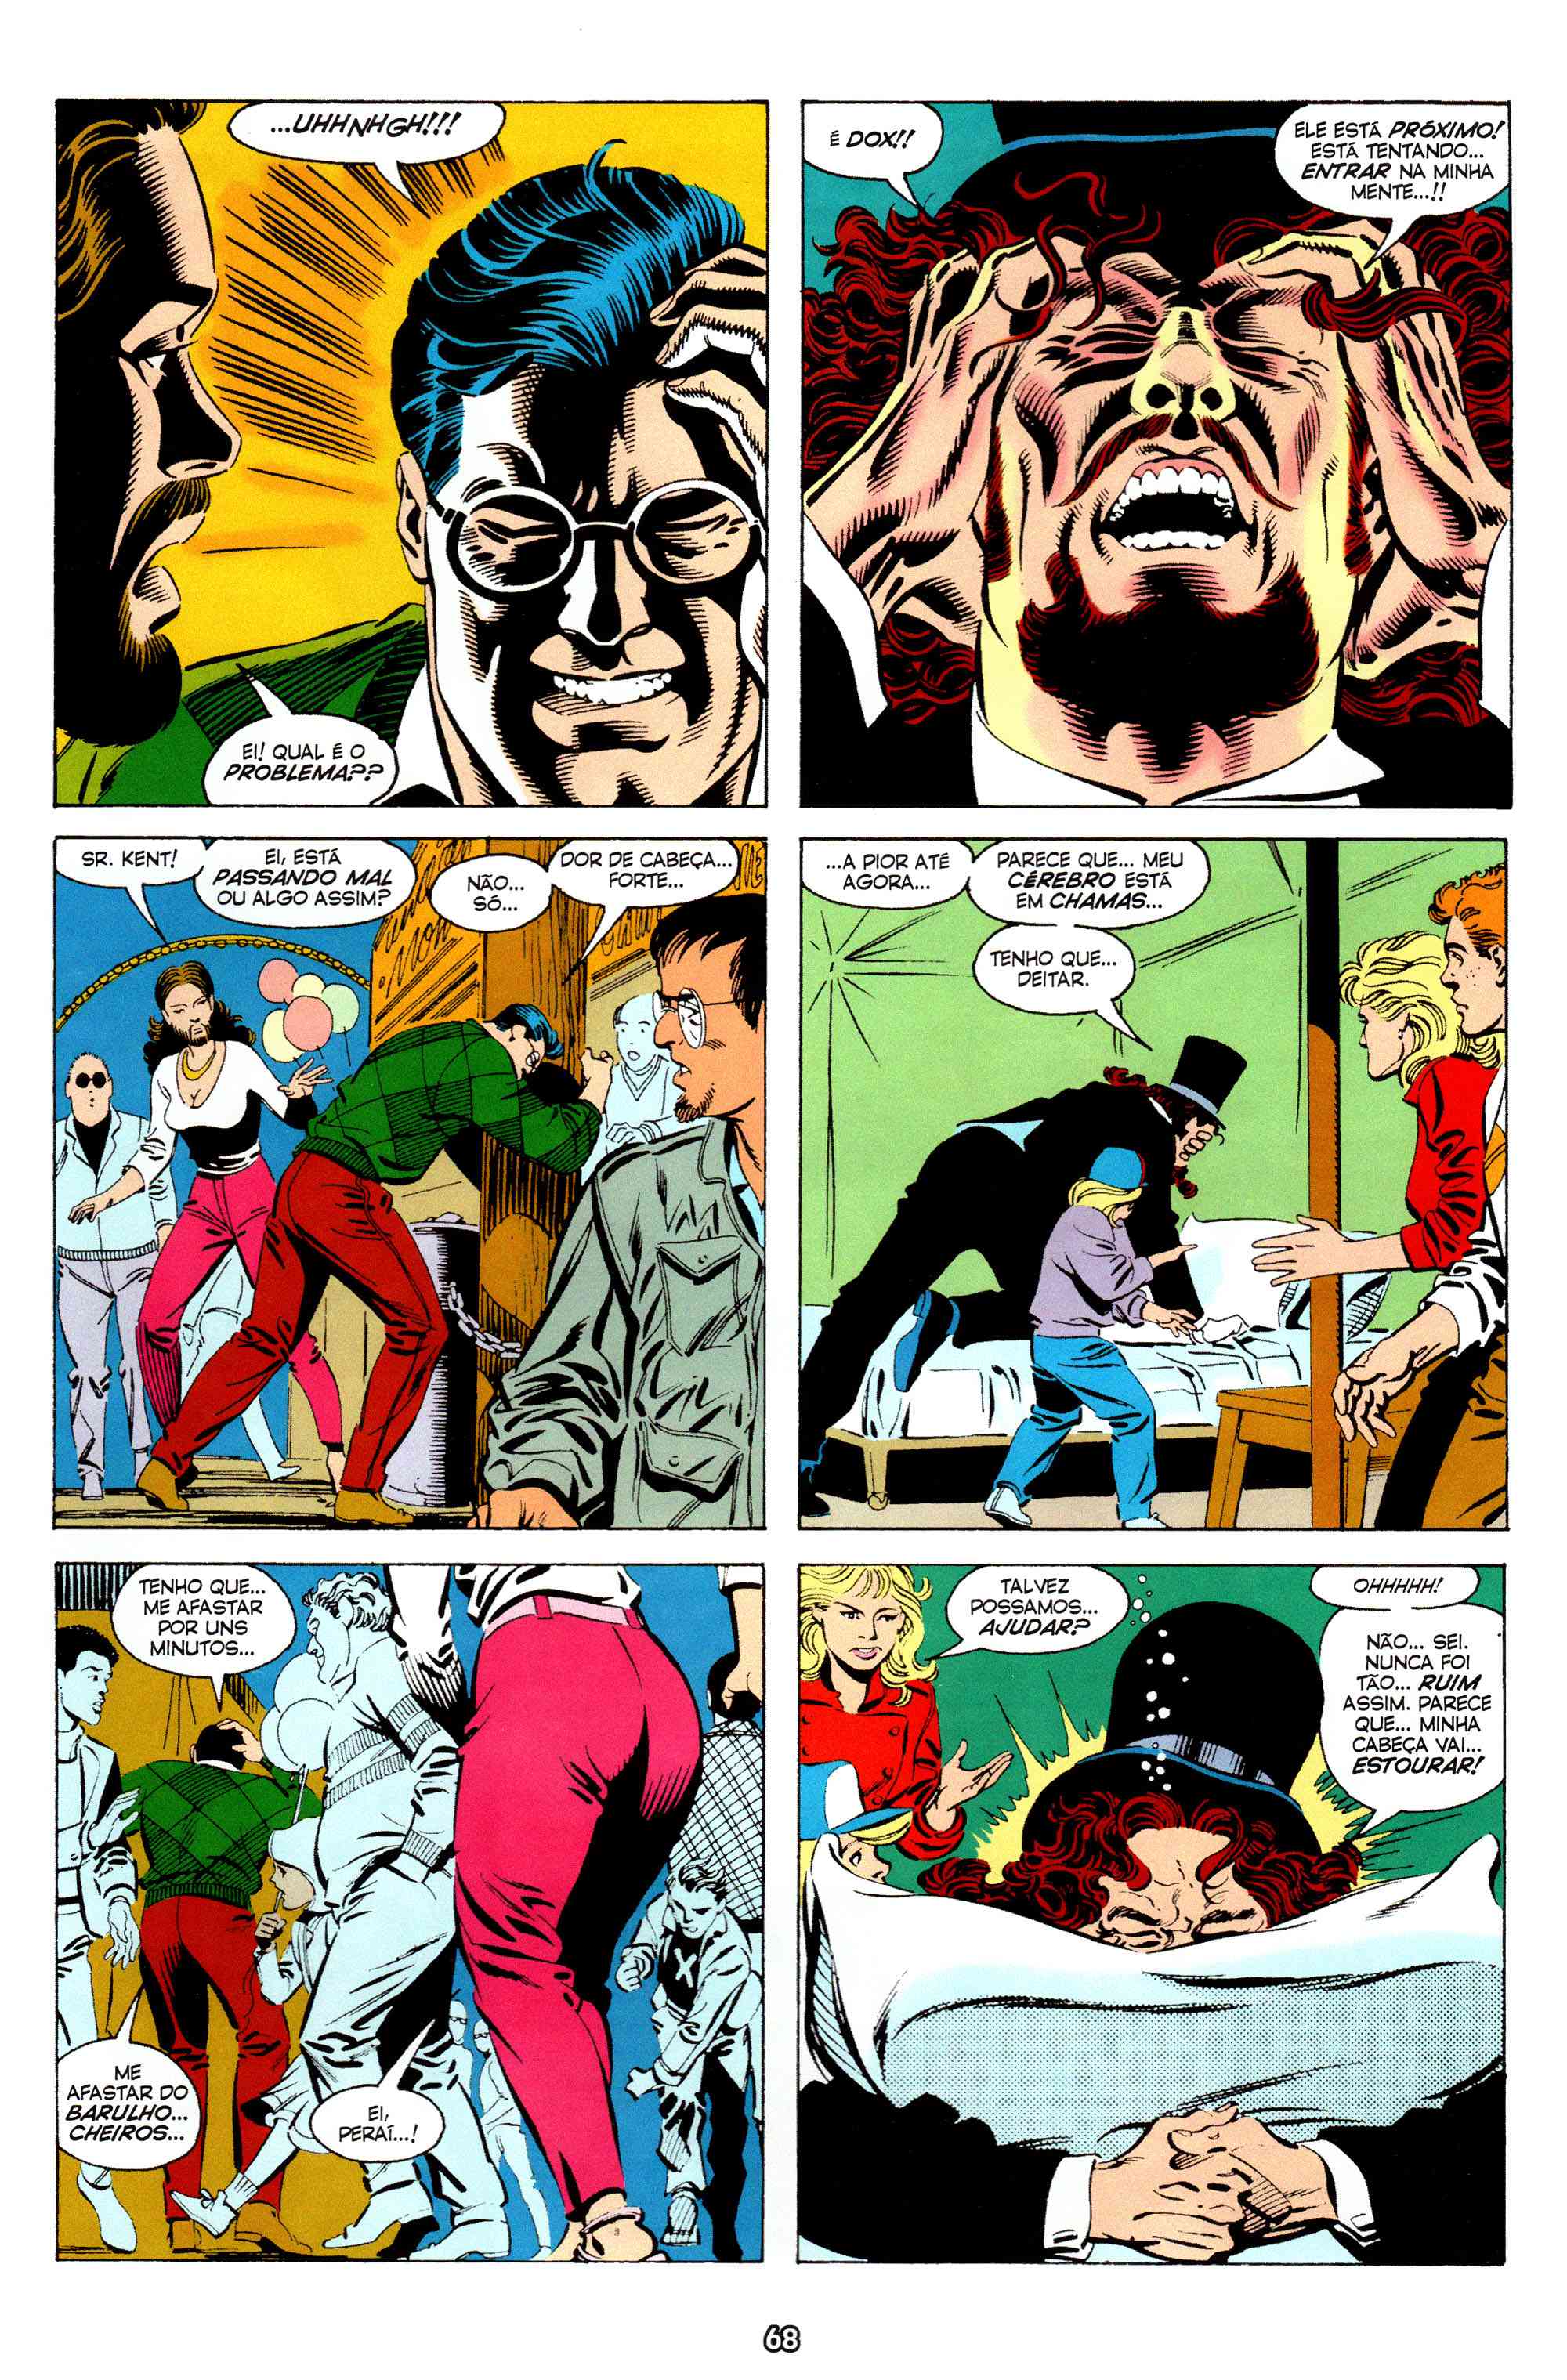 ...UHHNHGH!!!
EI! QUAL É O
PROBLEMA??
É DOX!!
ELE ESTÁ PRÓXIMO!
ESTÁ TENTANDO...
ENTRAR NA MINHA
MENTE...!!
SR. KENT!
EI, ESTÁ
PASSANDO MAL
OU ALGO ASSIM?
NÃO...
SÓ...
DOR DE CABEÇA...
FORTE...
...A PIOR ATÉ
AGORA...
PARECE QUE... MEU
CÉREBRO ESTÁ
EM CHAMAS...
TENHO QUE...
DEITAR.
TENHO QUE...
ME AFASTAR
POR UNS
MINUTOS...
ME
AFASTAR DO
BARULHO...
CHEIROS...
EI,
PERAÍ...!
X
TALVEZ
POSSAMOS...
AJUDAR?
OHHHHH!
NÃO... SEI.
NUNCA FOI
TÃO... RUIM
ASSIM. PARECE
QUE... MINHA
CABEÇA VAI...
ESTOURAR!
68